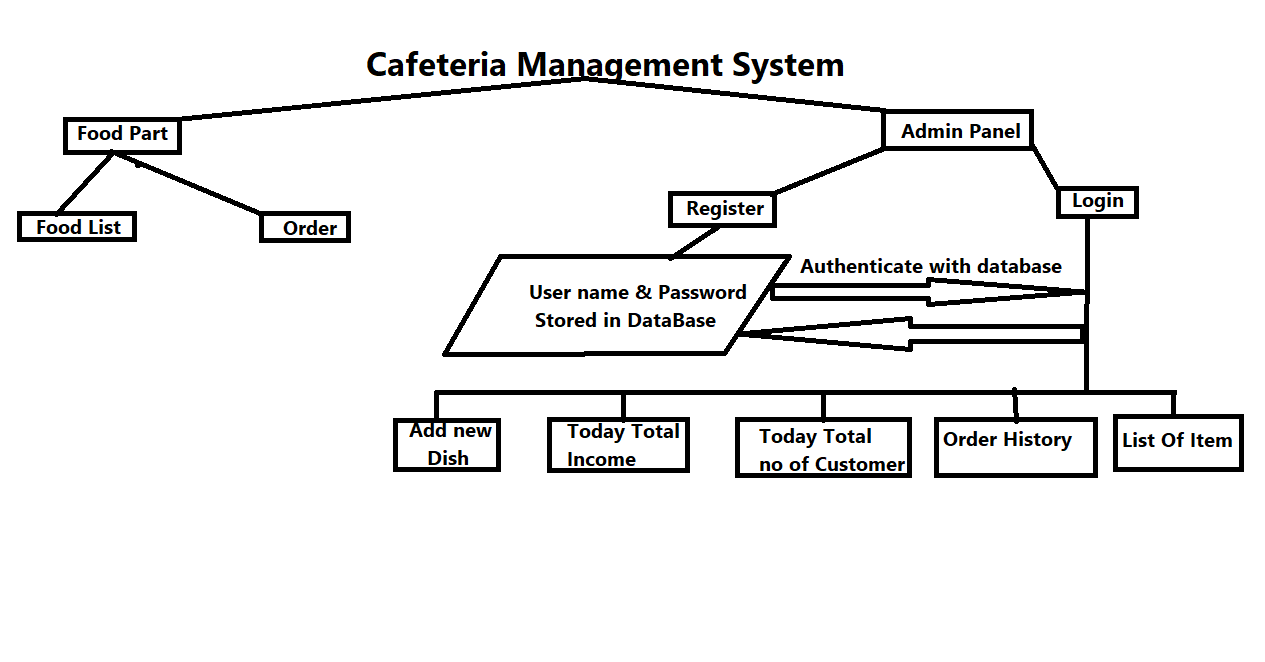 Cafeteria Management System
Food Part
Admin Panel
Food List
Order
Register
Login
User name & Password
Stored in DataBase
Authenticate with database
Add new
Dish
Today Total
Income
Today Total
no of Customer
Order History
List Of Item